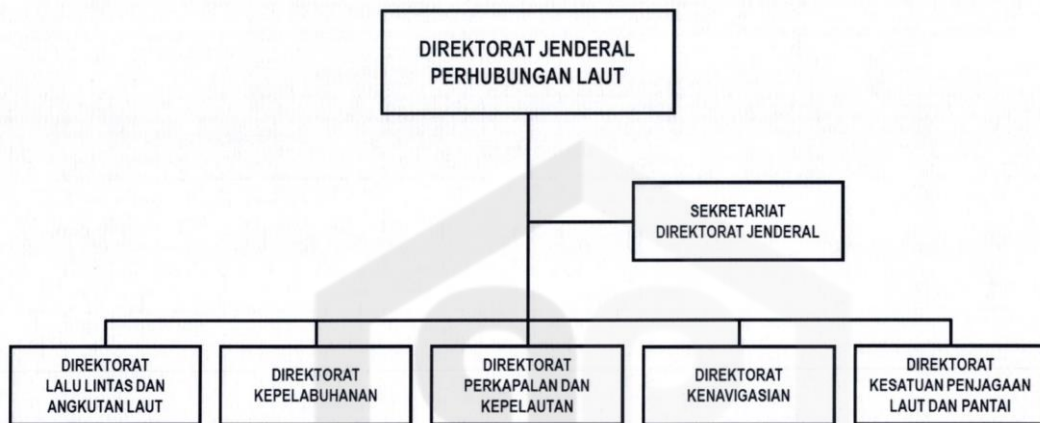 DIREKTORAT JENDERAL
PERHUBUNGAN LAUT
SEKRETARIAT
DIREKTORAT JENDERAL
DIREKTORAT
LALU LINTAS DAN
ANGKUTAN LAUT
DIREKTORAT
KEPELABUHANAN
DIREKTORAT
PERKAPALAN DAN
KEPELAUTAN
DIREKTORAT
KENAVIGASIAN
DIREKTORAT
KESATUAN PENJAGAAN
LAUT DAN PANTAI